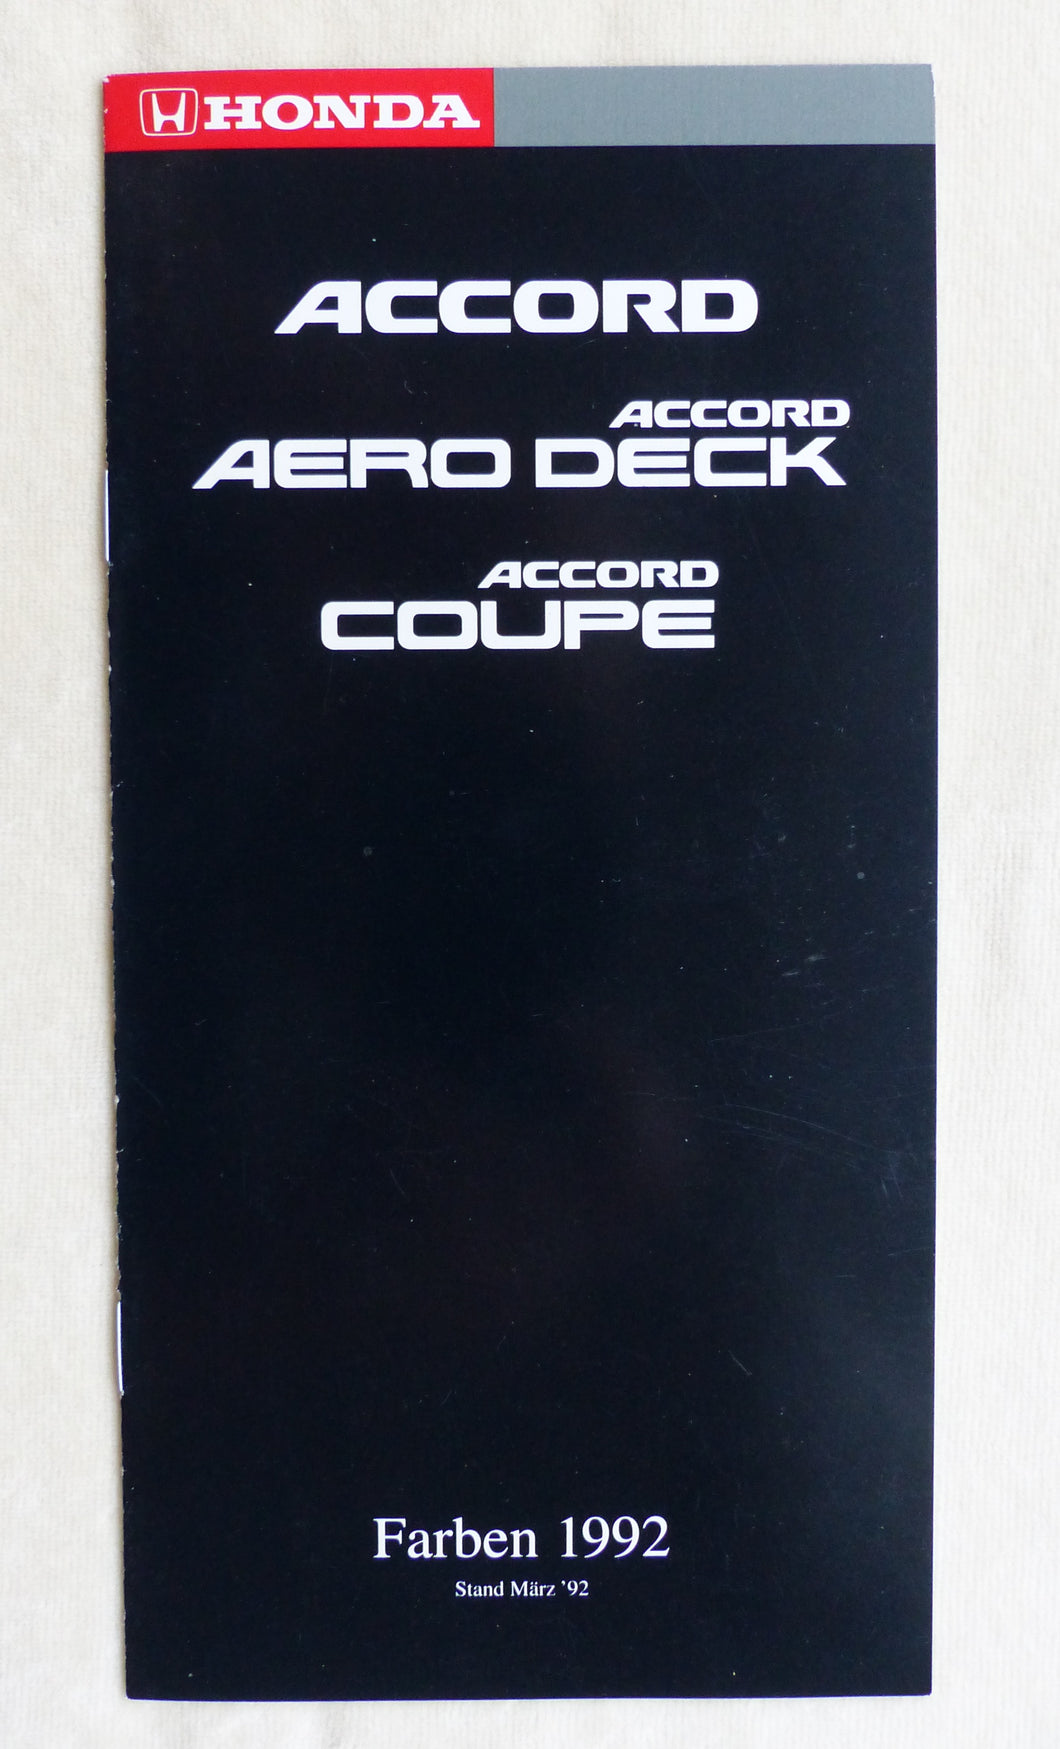 HONDA
ACCORD
ACCORD
AERO DECK
ACCORD
COUPE
Farben 1992
Stand März '92